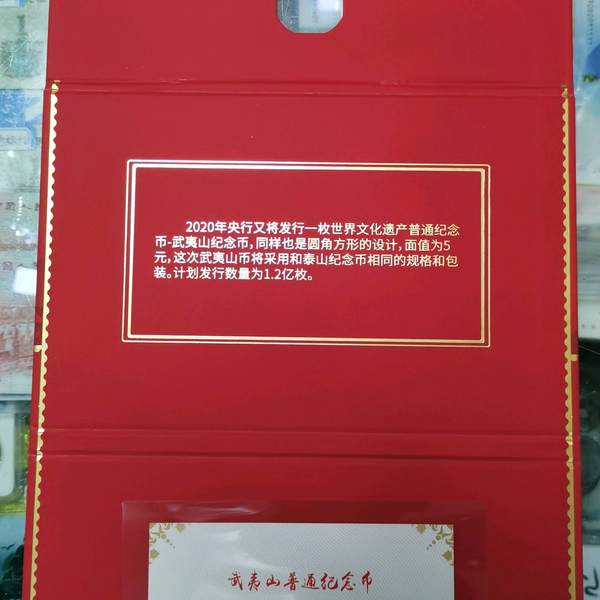 2020年央行又将发行一枚世界文化遗产普通纪念
币-武夷山纪念币，同样也是圆角方形的设计，面值为5
元，这次武夷山币将采用和泰山纪念币相同的规格和包
装。计划发行数量为1.2亿枚。
武夷山普通纪念币